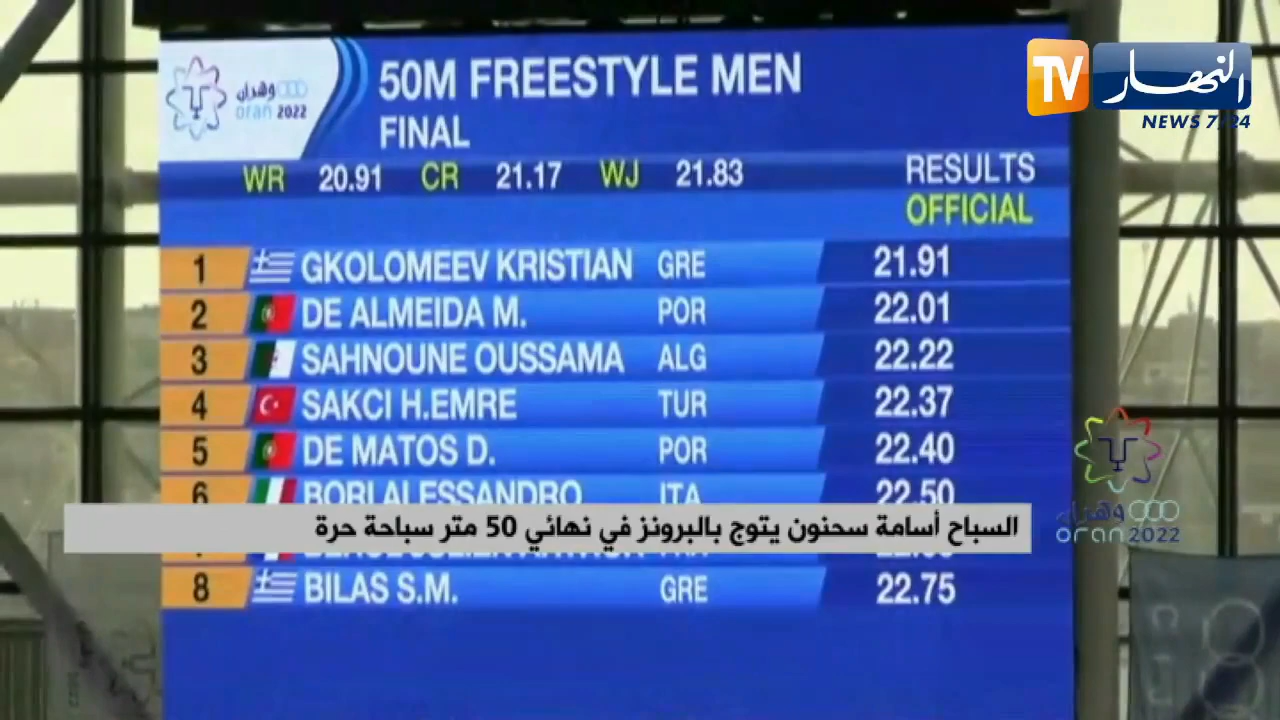 50M FREESTYLE MEN
FINAL
وهران
oran 2022
TV النهار
NEWS 7/24
WR 20.91 CR 21.17 WJ 21.83
RESULTS
OFFICIAL
1 GKOLOMEEV KRISTIAN GRE 21.91
2 DE ALMEIDA M. POR 22.01
3 SAHNOUNE OUSSAMA ALG 22.22
4 SAKCI H.EMRE TUR 22.37
5 DE MATOS D. POR 22.40
6 BORI ALESSANDRO ITA 22.50
السباح أسامة سحنون يتوج بالبرونز في نهائي 50 متر سباحة حرة
8 BILAS S.M. GRE 22.75
وهران
oran 2022